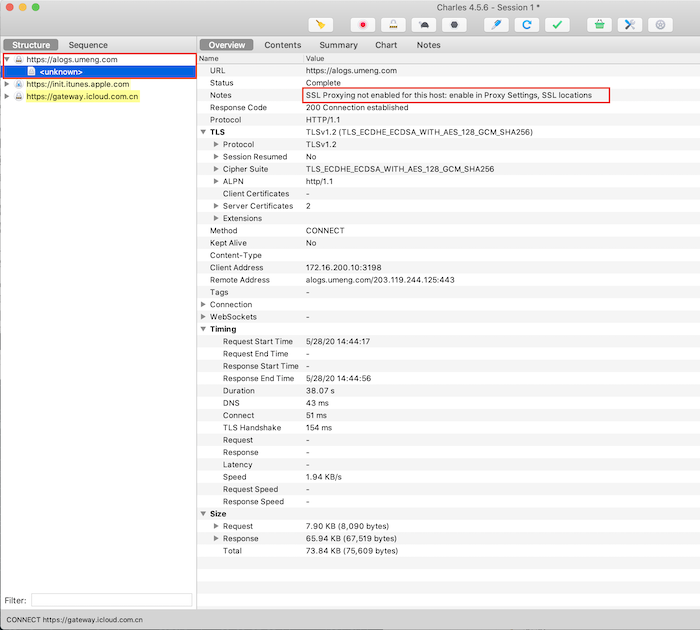 Charles 4.5.6 - Session 1 *
Structure Sequence
https://alogs.umeng.com
<unknown>
https://init.itunes.apple.com
https://gateway.icloud.com.cn
Filter:
Overview Contents Summary Chart Notes
Name Value
URL https://alogs.umeng.com
Status Complete
Notes SSL Proxying not enabled for this host: enable in Proxy Settings, SSL locations
Response Code 200 Connection established
Protocol HTTP/1.1
TLS TLSv1.2 (TLS_ECDHE_ECDSA_WITH_AES_128_GCM_SHA256)
Protocol TLSv1.2
Session Resumed No
Cipher Suite TLS_ECDHE_ECDSA_WITH_AES_128_GCM_SHA256
ALPN http/1.1
Client Certificates -
Server Certificates 2
Extensions
Method CONNECT
Kept Alive No
Content-Type
Client Address 172.16.200.10:3198
Remote Address alogs.umeng.com/203.119.244.125:443
Tags -
Connection
WebSockets -
Timing
Request Start Time 5/28/20 14:44:17
Request End Time -
Response Start Time -
Response End Time 5/28/20 14:44:56
Duration 38.07 s
DNS 43 ms
Connect 51 ms
TLS Handshake 154 ms
Request -
Response -
Latency -
Speed 1.94 KB/s
Request Speed -
Response Speed -
Size
Request 7.90 KB (8,090 bytes)
Response 65.94 KB (67,519 bytes)
Total 73.84 KB (75,609 bytes)
CONNECT https://gateway.icloud.com.cn